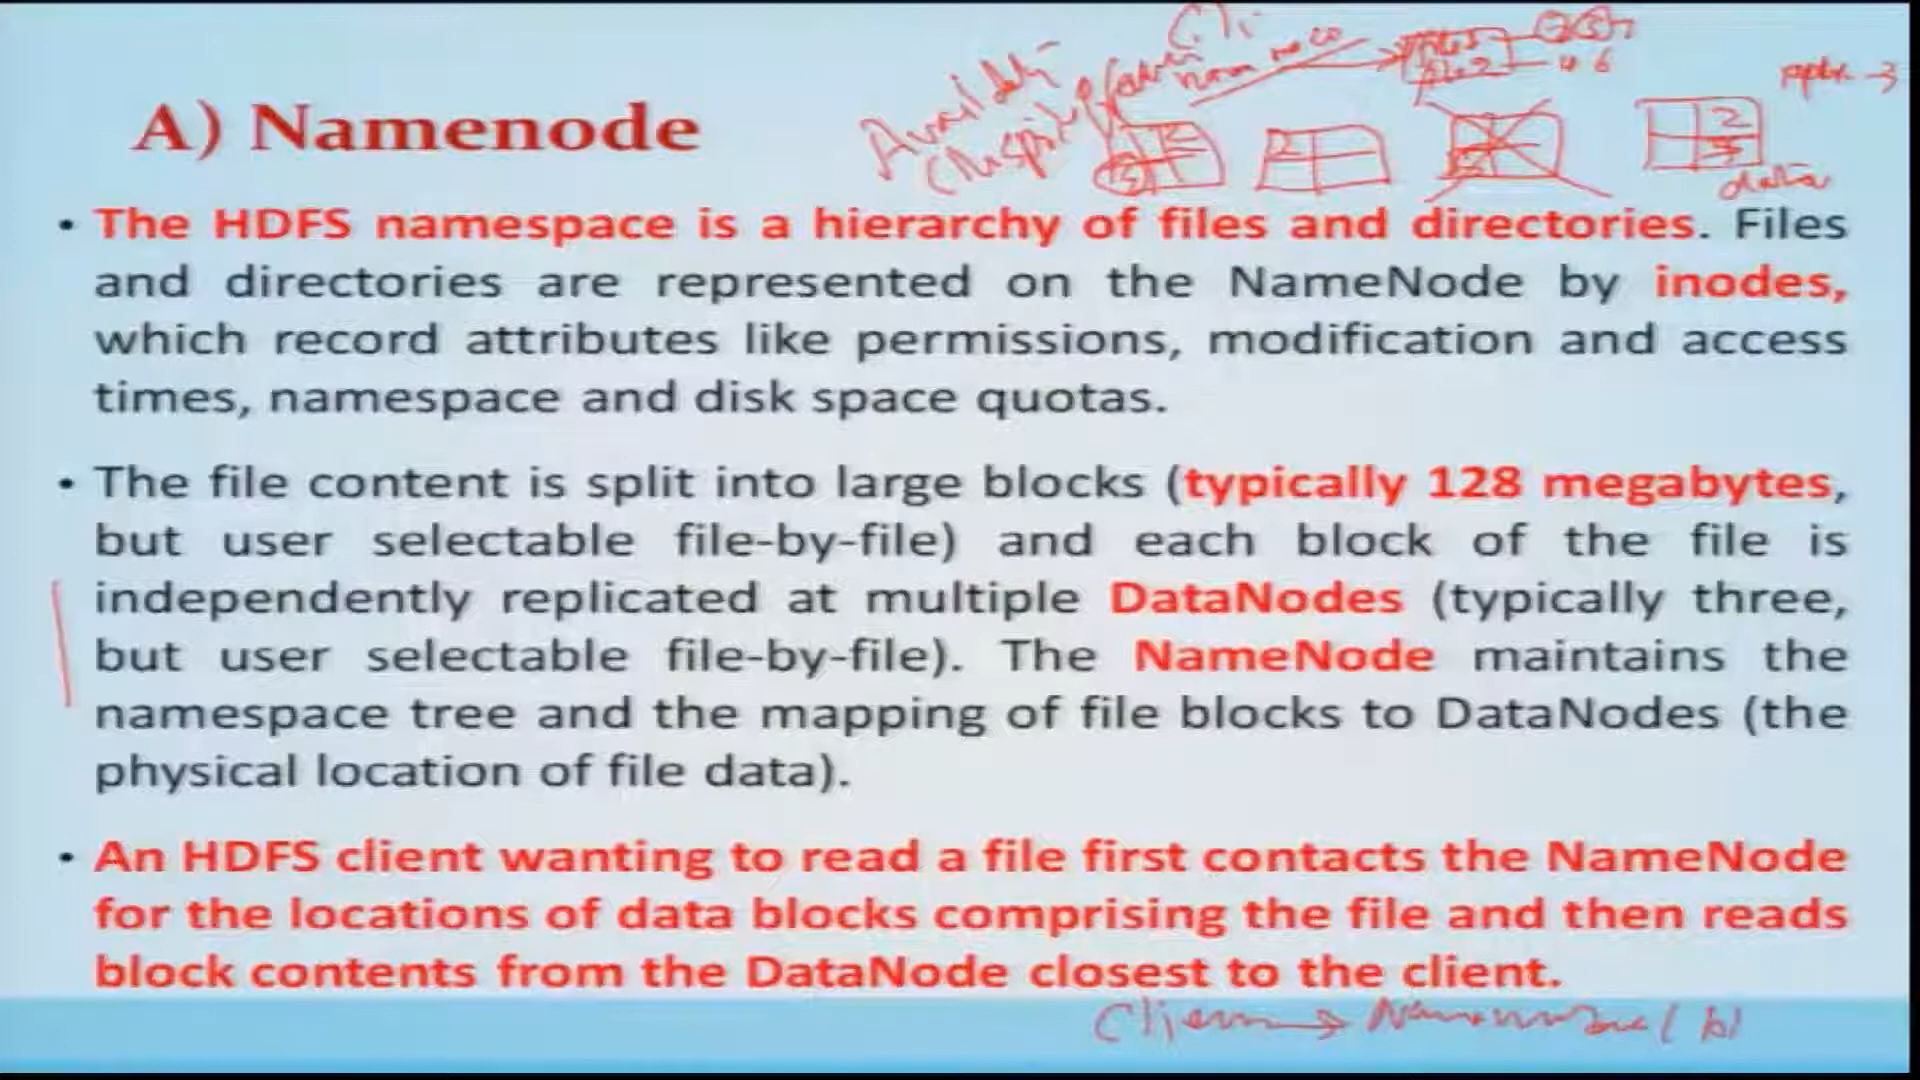 A) Namenode
data
• The HDFS namespace is a hierarchy of files and directories. Files
and directories are represented on the NameNode by inodes,
which record attributes like permissions, modification and access
times, namespace and disk space quotas.
• The file content is split into large blocks (typically 128 megabytes,
but user selectable file-by-file) and each block of the file is
independently replicated at multiple DataNodes (typically three,
but user selectable file-by-file). The NameNode maintains the
namespace tree and the mapping of file blocks to DataNodes (the
physical location of file data).
• An HDFS client wanting to read a file first contacts the NameNode
for the locations of data blocks comprising the file and then reads
block contents from the DataNode closest to the client.